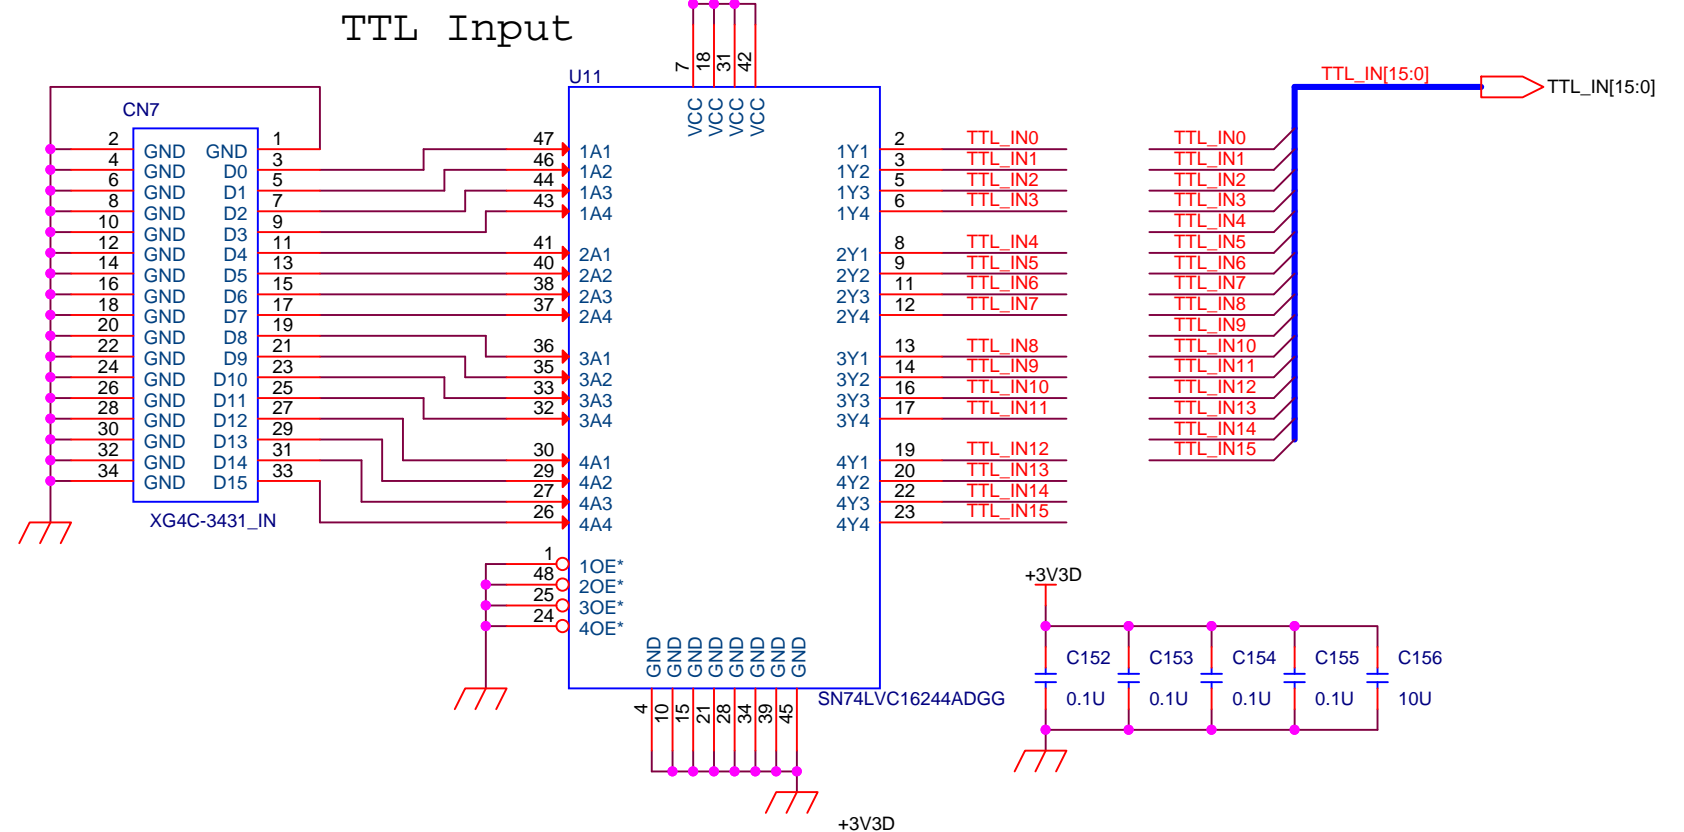 TTL Input
7 18 31 42
VCC VCC VCC VCC
U11
TTL_IN[15:0]
TTL_IN[15:0]
CN7
2 GND GND 1
4 GND D0 3
6 GND D1 5
8 GND D2 7
10 GND D3 9
12 GND D4 11
14 GND D5 13
16 GND D6 15
18 GND D7 17
20 GND D8 19
22 GND D9 21
24 GND D10 23
26 GND D11 25
28 GND D12 27
30 GND D13 29
32 GND D14 31
34 GND D15 33
XG4C-3431_IN
47 1A1 1Y1 2 TTL_IN0
46 1A2 1Y2 3 TTL_IN1
44 1A3 1Y3 5 TTL_IN2
43 1A4 1Y4 6 TTL_IN3
41 2A1 2Y1 8 TTL_IN4
40 2A2 2Y2 9 TTL_IN5
38 2A3 2Y3 11 TTL_IN6
37 2A4 2Y4 12 TTL_IN7
36 3A1 3Y1 13 TTL_IN8
35 3A2 3Y2 14 TTL_IN9
33 3A3 3Y3 16 TTL_IN10
32 3A4 3Y4 17 TTL_IN11
30 4A1 4Y1 19 TTL_IN12
29 4A2 4Y2 20 TTL_IN13
27 4A3 4Y3 22 TTL_IN14
26 4A4 4Y4 23 TTL_IN15
1 1OE*
48 2OE*
25 3OE*
24 4OE*
GND GND GND GND GND GND GND GND
4 10 15 21 28 34 39 45
SN74LVC16244ADGG
TTL_IN0
TTL_IN1
TTL_IN2
TTL_IN3
TTL_IN4
TTL_IN5
TTL_IN6
TTL_IN7
TTL_IN8
TTL_IN9
TTL_IN10
TTL_IN11
TTL_IN12
TTL_IN13
TTL_IN14
TTL_IN15
+3V3D
C152 C153 C154 C155 C156
0.1U 0.1U 0.1U 0.1U 10U
+3V3D